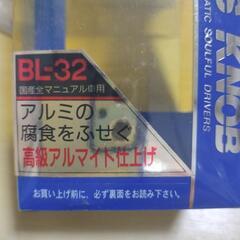 BL-32
国産全マニュアル車用
アルミの
腐食をふせぐ
高級アルマイト仕上げ
お買い上げ前に、必ず裏面をお読み下さい。
KNOB
SOULFUL DRIVERS